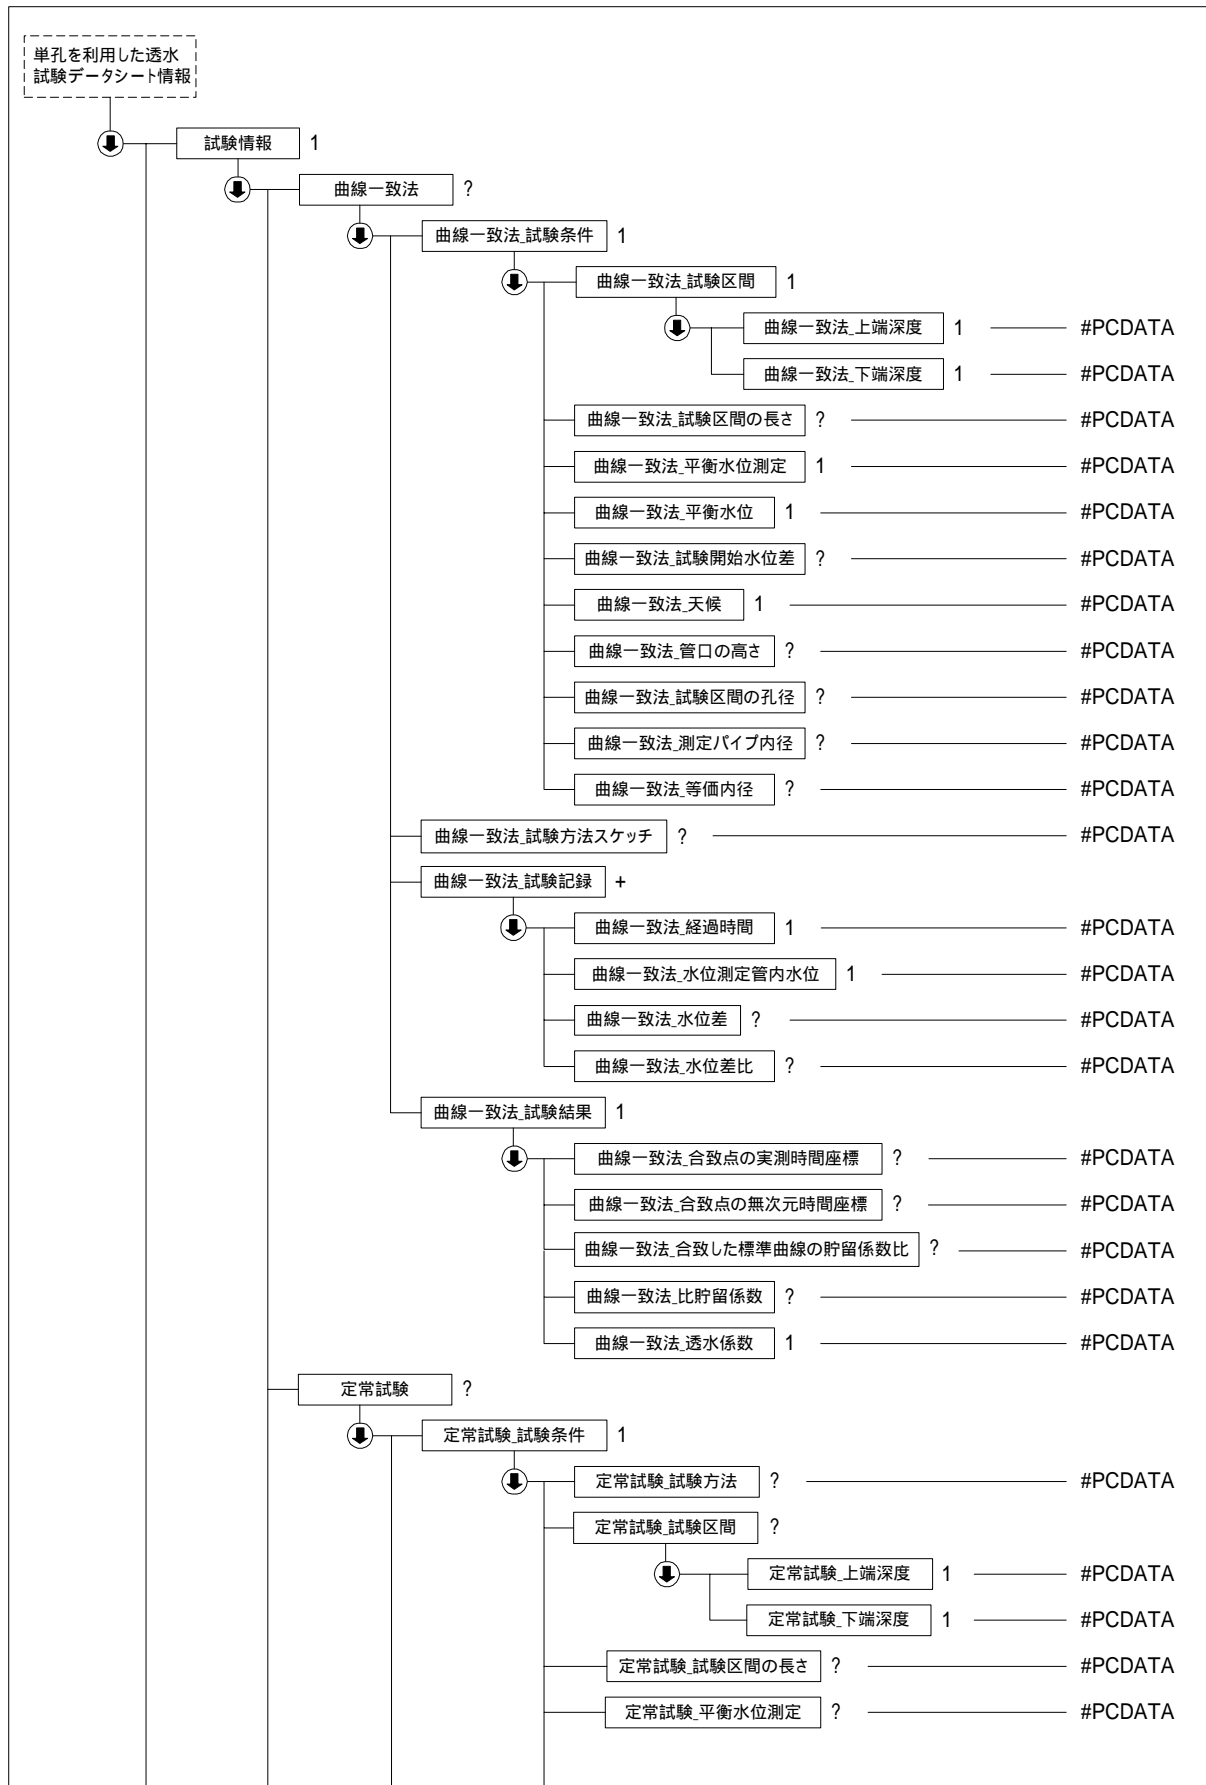 単孔を利用した透水
試験データシート情報
試験情報 1
曲線一致法 ?
曲線一致法_試験条件 1
曲線一致法_試験区間 1
曲線一致法_上端深度 1 #PCDATA
曲線一致法_下端深度 1 #PCDATA
曲線一致法_試験区間の長さ ? #PCDATA
曲線一致法_平衡水位測定 1 #PCDATA
曲線一致法_平衡水位 1 #PCDATA
曲線一致法_試験開始水位差 ? #PCDATA
曲線一致法_天候 1 #PCDATA
曲線一致法_管口の高さ ? #PCDATA
曲線一致法_試験区間の孔径 ? #PCDATA
曲線一致法_測定パイプ内径 ? #PCDATA
曲線一致法_等価内径 ? #PCDATA
曲線一致法_試験方法スケッチ ? #PCDATA
曲線一致法_試験記録 +
曲線一致法_経過時間 1 #PCDATA
曲線一致法_水位測定管内水位 1 #PCDATA
曲線一致法_水位差 ? #PCDATA
曲線一致法_水位差比 ? #PCDATA
曲線一致法_試験結果 1
曲線一致法_合致点の実測時間座標 ? #PCDATA
曲線一致法_合致点の無次元時間座標 ? #PCDATA
曲線一致法_合致した標準曲線の貯留係数比 ? #PCDATA
曲線一致法_比貯留係数 ? #PCDATA
曲線一致法_透水係数 1 #PCDATA
定常試験 ?
定常試験_試験条件 1
定常試験_試験方法 ? #PCDATA
定常試験_試験区間 ?
定常試験_上端深度 1 #PCDATA
定常試験_下端深度 1 #PCDATA
定常試験_試験区間の長さ ? #PCDATA
定常試験_平衡水位測定 ? #PCDATA